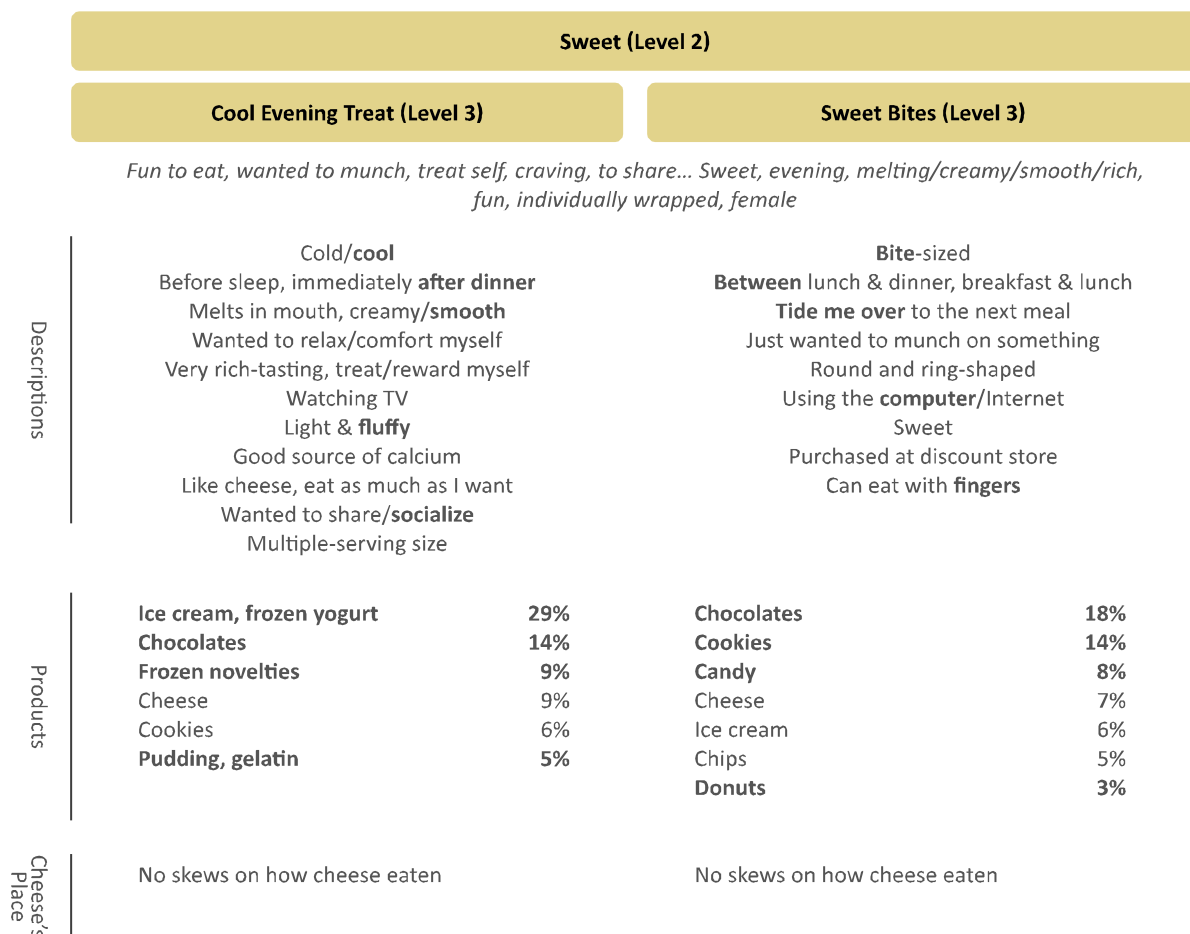 Sweet (Level 2)
Cool Evening Treat (Level 3)
Sweet Bites (Level 3)
Fun to eat, wanted to munch, treat self, craving, to share... Sweet, evening, melting/creamy/smooth/rich,
fun, individually wrapped, female
Descriptions
Cold/cool
Before sleep, immediately after dinner
Melts in mouth, creamy/smooth
Wanted to relax/comfort myself
Very rich-tasting, treat/reward myself
Watching TV
Light & fluffy
Good source of calcium
Like cheese, eat as much as I want
Wanted to share/socialize
Multiple-serving size
Bite-sized
Between lunch & dinner, breakfast & lunch
Tide me over to the next meal
Just wanted to munch on something
Round and ring-shaped
Using the computer/Internet
Sweet
Purchased at discount store
Can eat with fingers
Products
Ice cream, frozen yogurt 29%
Chocolates 14%
Frozen novelties 9%
Cheese 9%
Cookies 6%
Pudding, gelatin 5%
Chocolates 18%
Cookies 14%
Candy 8%
Cheese 7%
Ice cream 6%
Chips 5%
Donuts 3%
Cheese's
Place
No skews on how cheese eaten
No skews on how cheese eaten